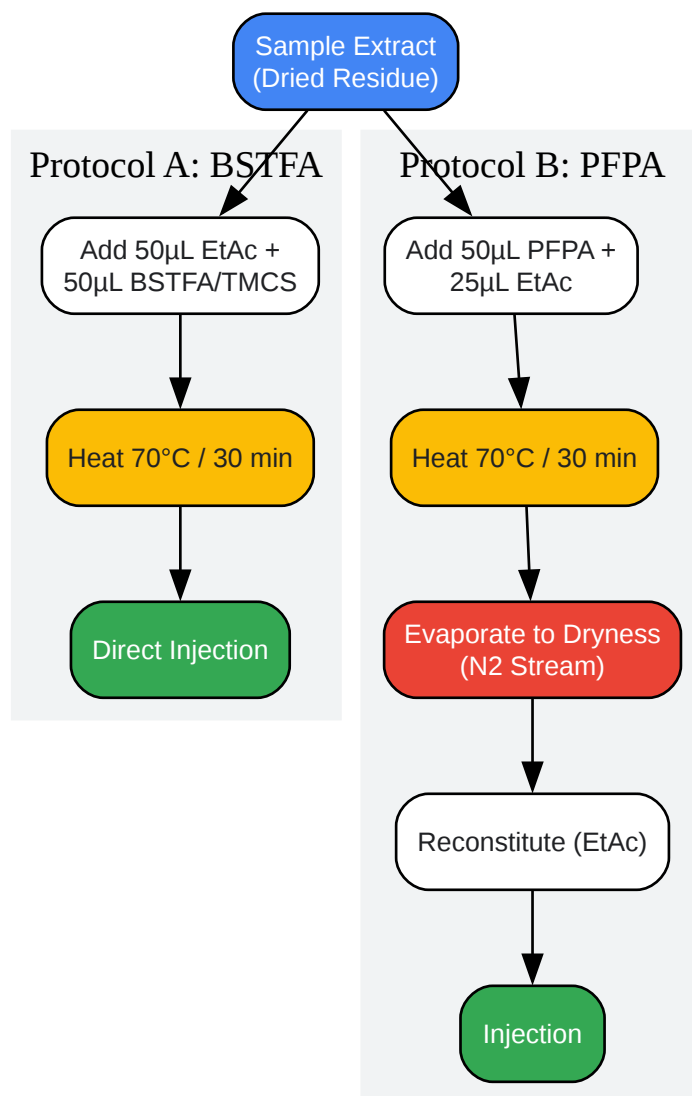 Sample Extract
(Dried Residue)
Protocol A: BSTFA
Add 50µL EtAc +
50µL BSTFA/TMCS
Heat 70°C / 30 min
Direct Injection
Protocol B: PFPA
Add 50µL PFPA +
25µL EtAc
Heat 70°C / 30 min
Evaporate to Dryness
(N2 Stream)
Reconstitute (EtAc)
Injection